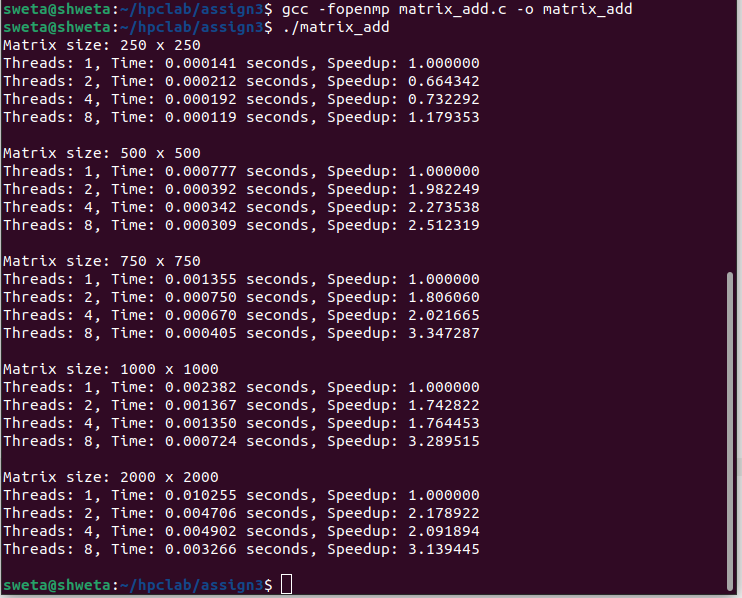 sweta@shweta:~/hpclab/assign3$ gcc -fopenmp matrix_add.c -o matrix_add
sweta@shweta:~/hpclab/assign3$ ./matrix_add
Matrix size: 250 x 250
Threads: 1, Time: 0.000141 seconds, Speedup: 1.000000
Threads: 2, Time: 0.000212 seconds, Speedup: 0.664342
Threads: 4, Time: 0.000192 seconds, Speedup: 0.732292
Threads: 8, Time: 0.000119 seconds, Speedup: 1.179353

Matrix size: 500 x 500
Threads: 1, Time: 0.000777 seconds, Speedup: 1.000000
Threads: 2, Time: 0.000392 seconds, Speedup: 1.982249
Threads: 4, Time: 0.000342 seconds, Speedup: 2.273538
Threads: 8, Time: 0.000309 seconds, Speedup: 2.512319

Matrix size: 750 x 750
Threads: 1, Time: 0.001355 seconds, Speedup: 1.000000
Threads: 2, Time: 0.000750 seconds, Speedup: 1.806060
Threads: 4, Time: 0.000670 seconds, Speedup: 2.021665
Threads: 8, Time: 0.000405 seconds, Speedup: 3.347287

Matrix size: 1000 x 1000
Threads: 1, Time: 0.002382 seconds, Speedup: 1.000000
Threads: 2, Time: 0.001367 seconds, Speedup: 1.742822
Threads: 4, Time: 0.001350 seconds, Speedup: 1.764453
Threads: 8, Time: 0.000724 seconds, Speedup: 3.289515

Matrix size: 2000 x 2000
Threads: 1, Time: 0.010255 seconds, Speedup: 1.000000
Threads: 2, Time: 0.004706 seconds, Speedup: 2.178922
Threads: 4, Time: 0.004902 seconds, Speedup: 2.091894
Threads: 8, Time: 0.003266 seconds, Speedup: 3.139445

sweta@shweta:~/hpclab/assign3$